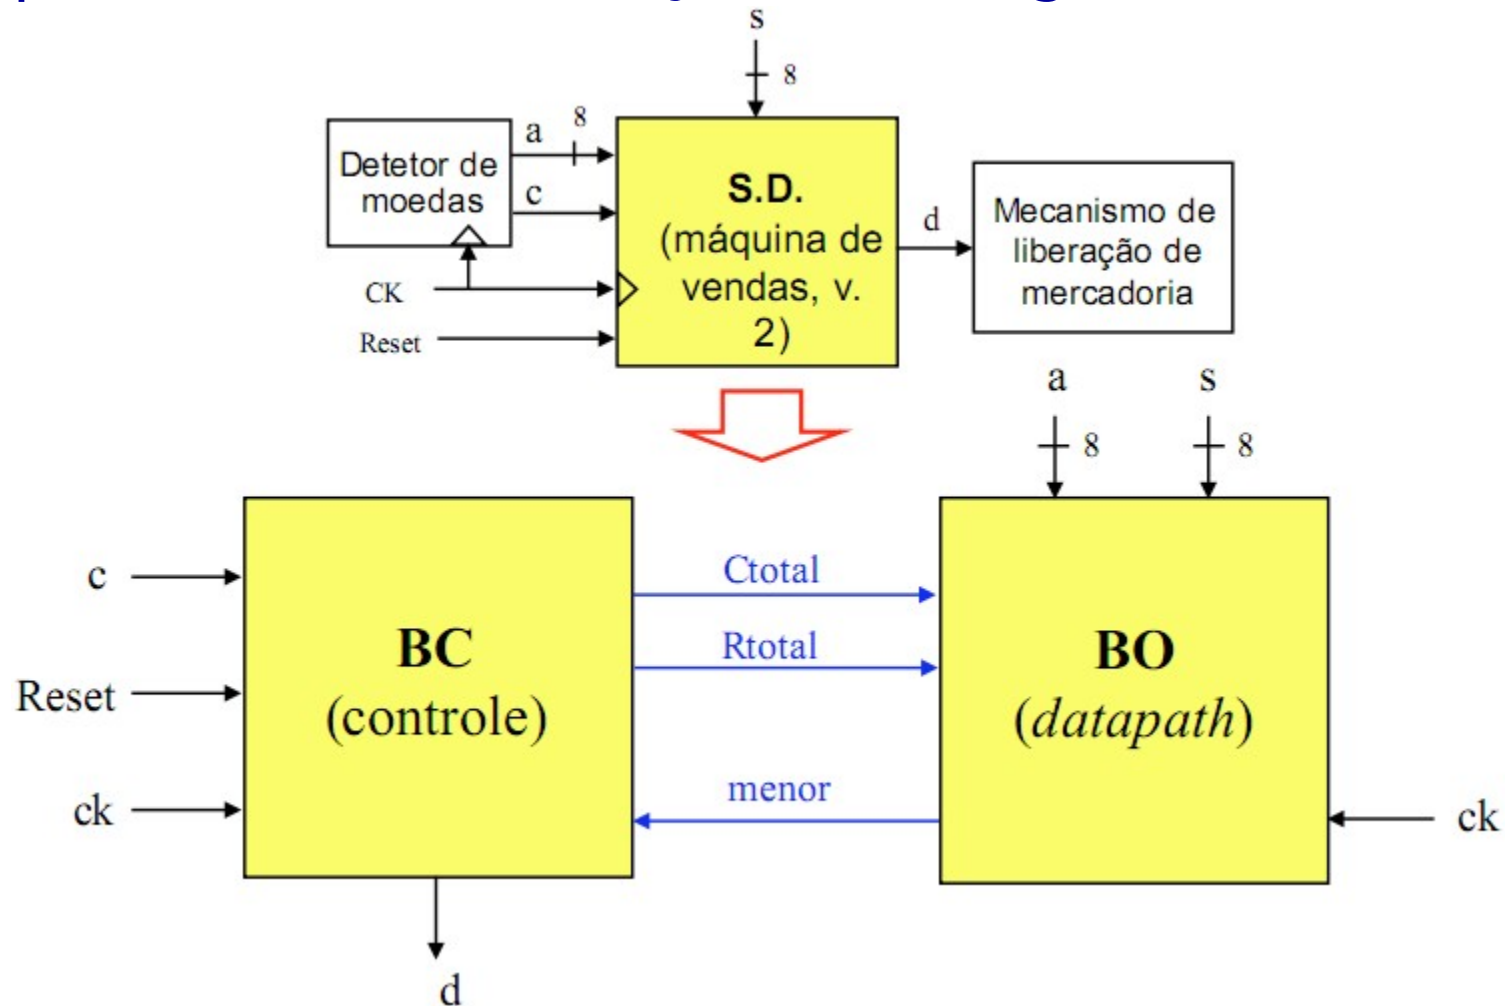 s
8
a
8
Detetor de
moedas
c
S.D.
(máquina de
vendas, v.
2)
d
Mecanismo de
liberação de
mercadoria
CK
Reset
a
s
8
8
c
Ctotal
BC
(controle)
Rtotal
BO
(datapath)
Reset
menor
ck
ck
d